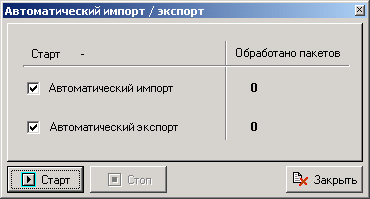 Автоматический импорт / экспорт
Старт - Обработано пакетов
Автоматический импорт 0
Автоматический экспорт 0
Старт Стоп Закрыть